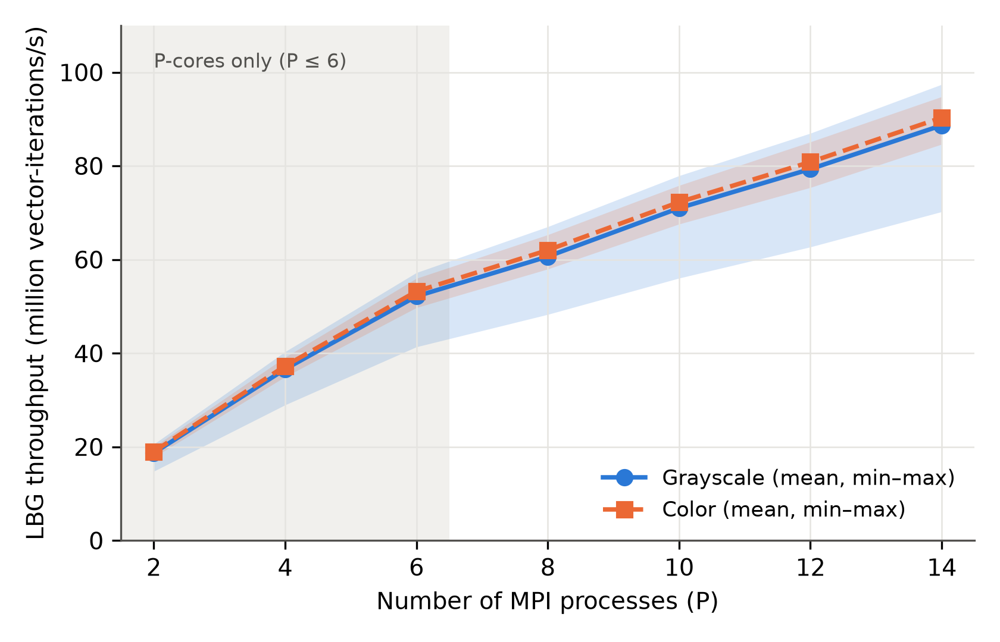 LBG throughput (million vector-iterations/s)
100
80
60
40
20
0
P-cores only (P ≤ 6)
Grayscale (mean, min–max)
Color (mean, min–max)
2 4 6 8 10 12 14
Number of MPI processes (P)